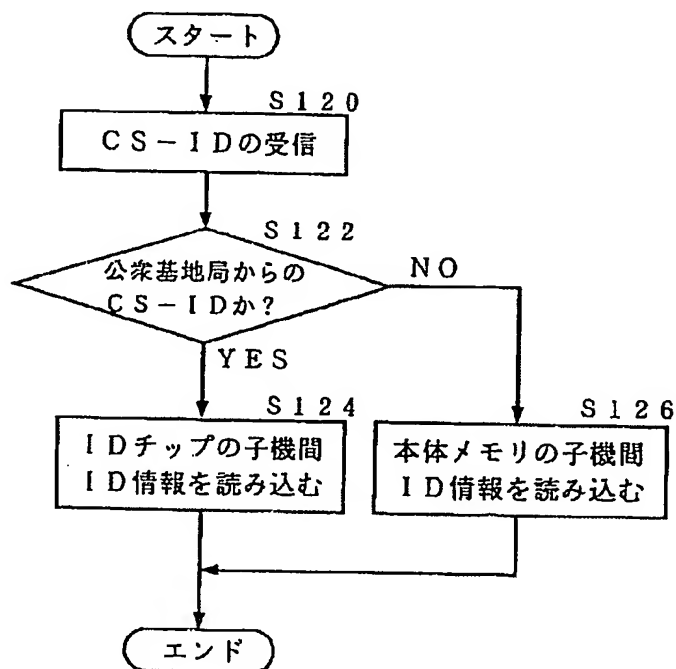 スタート
S120
CS-IDの受信
S122
公衆基地局からの
CS-IDか?
NO
YES
S124
IDチップの子機間
ID情報を読み込む
S126
本体メモリの子機間
ID情報を読み込む
エンド